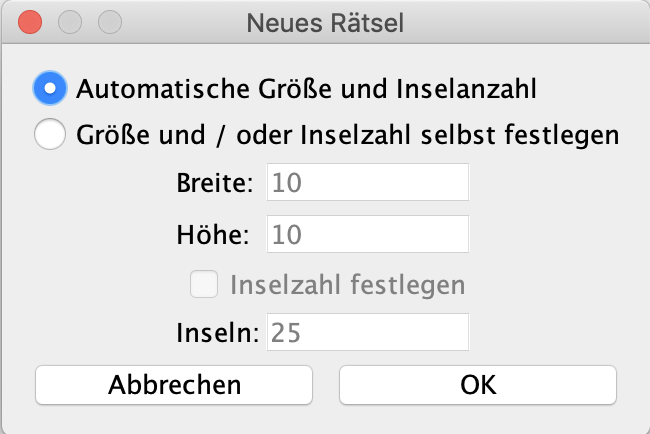 Neues Rätsel
Automatische Größe und Inselanzahl
Größe und / oder Inselzahl selbst festlegen
Breite: 10
Höhe: 10
Inselzahl festlegen
Inseln: 25
Abbrechen OK